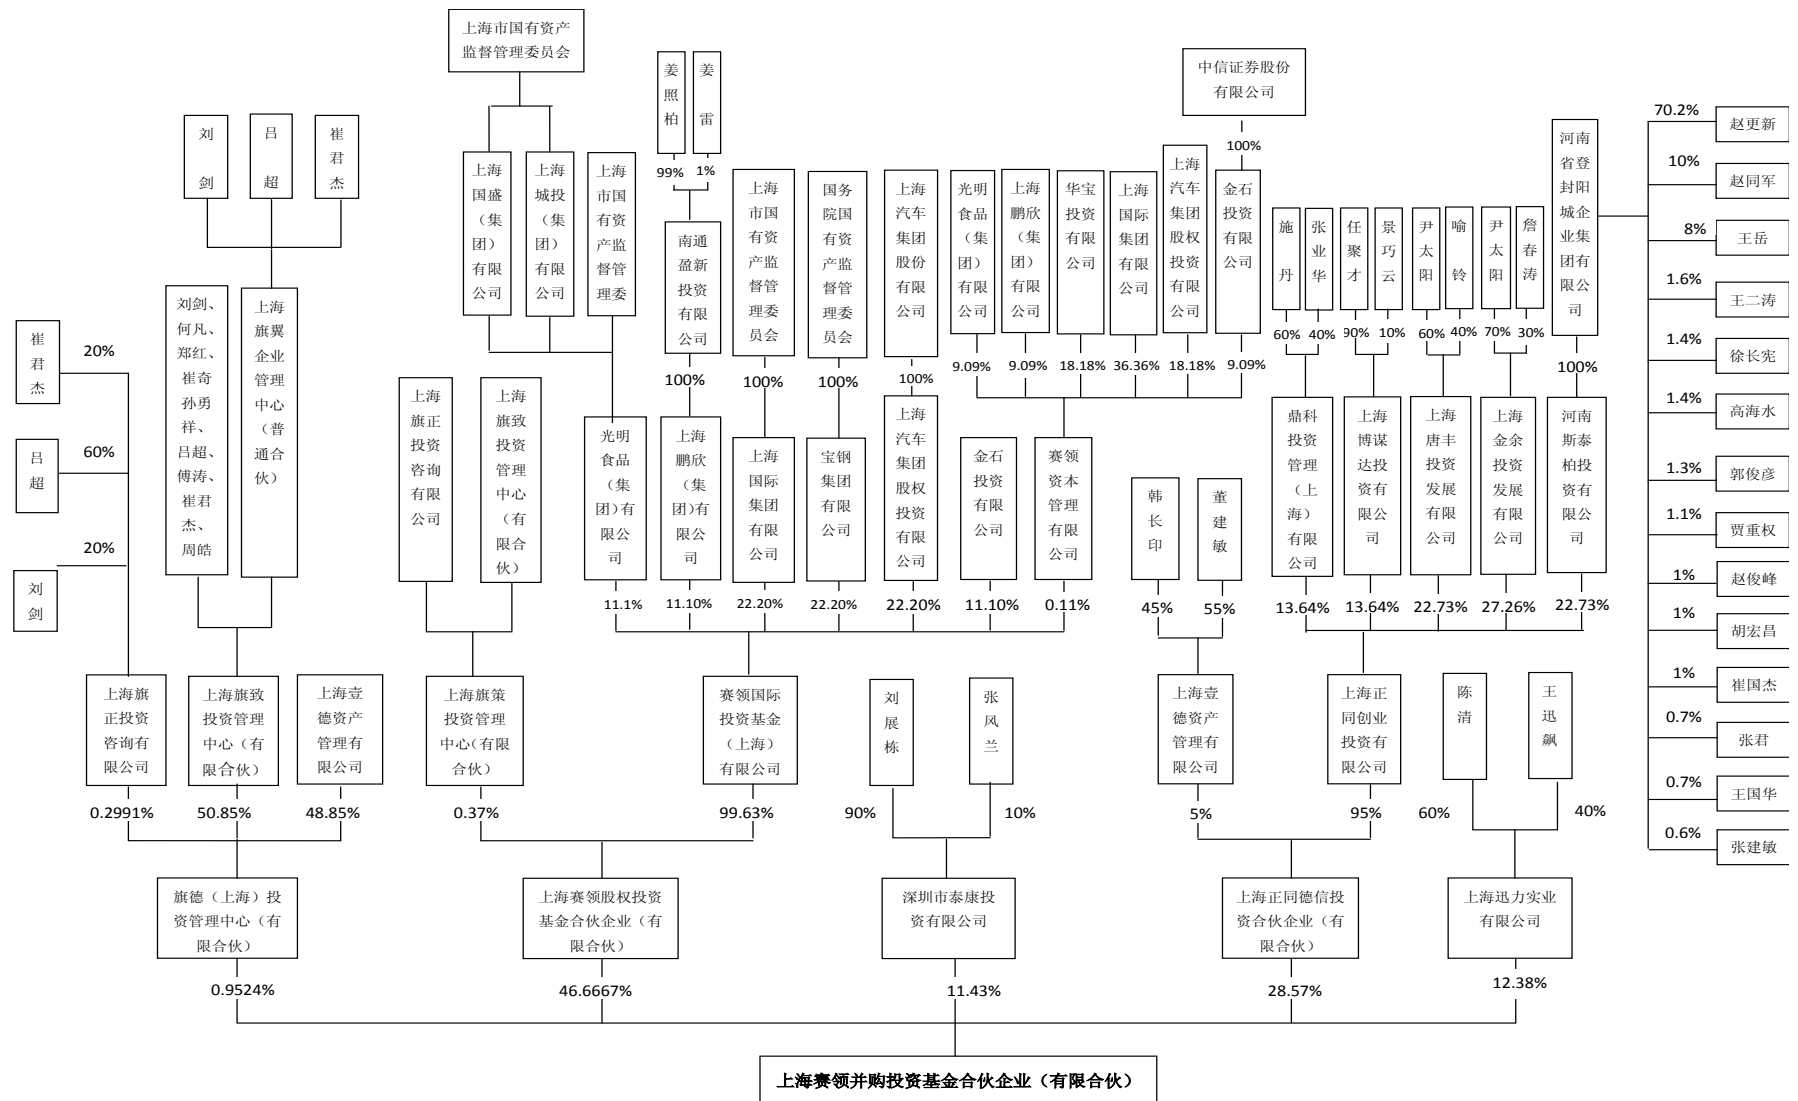 上海市国有资产
监督管理委员会
姜照柏
姜雷
中信证券股份
有限公司
刘剑
吕超
崔君杰
99%
1%
100%
70.2%
赵更新
10%
赵同军
8%
王岳
1.6%
王二涛
1.4%
徐长宪
1.4%
高海水
1.3%
郭俊彦
1.1%
贾重权
1%
赵俊峰
1%
胡宏昌
1%
崔国杰
0.7%
张君
0.7%
王国华
0.6%
张建敏
上海
国盛
（集
团）
有限
公司
上海
城投
（集
团）
有限
公司
上海
市国
有资
产监
督管
理委
南通
盈新
投资
有限
公司
上海
市国
有资
产监
督管
理委
员会
国务
院国
有资
产监
督管
理委
员会
上海
汽车
集团
股份
有限
公司
光明
食品
（集
团）
有限
公司
上海
鹏欣
（集
团）
有限
公司
华宝
投资
有限
公司
上海
国际
集团
有限
公司
上海
汽车
集团
股权
投资
有限
公司
金石
投资
有限
公司
施丹
张业华
任聚才
景巧云
尹太阳
喻铃
尹太阳
詹春涛
河南
省登
封阳
城企
业集
团有
限公
司
60%
40%
90%
10%
60%
40%
70%
30%
100%
100%
100%
100%
100%
9.09%
9.09%
18.18%
36.36%
18.18%
9.09%
崔君杰
20%
吕超
60%
20%
刘剑
刘剑、
何凡、
郑红、
崔奇
孙勇
祥、
吕超、
傅涛、
崔君
杰、
周皓
上海
旗翼
企业
管理
中心
（普
通合
伙）
上海
旗正
投资
咨询
有限
公司
上海
旗致
投资
管理
中心
（有
限合
伙）
光明
食品
（集
团）有
限公
司
上海
鹏欣
（集
团）有
限公
司
上海
国际
集团
有限
公司
宝钢
集团
有限
公司
上海
汽车
集团
股权
投资
有限
公司
金石
投资
有限
公司
赛领
资本
管理
有限
公司
韩长印
董建敏
鼎科
投资
管理
（上
海）
有限
公司
上海
博谋
达投
资有
限公
司
上海
唐丰
投资
发展
有限
公司
上海
金余
投资
发展
有限
公司
河南
斯泰
柏投
资有
限公
司
11.1%
11.10%
22.20%
22.20%
22.20%
11.10%
0.11%
45%
55%
13.64%
13.64%
22.73%
27.26%
22.73%
上海旗
正投资
咨询有
限公司
上海旗致
投资管理
中心（有
限合伙）
上海壹
德资产
管理有
限公司
上海旗策
投资管理
中心(有限
合伙）
赛领国际
投资基金
（上海）
有限公司
刘展栋
张风兰
上海壹
德资产
管理有
限公司
上海正
同创业
投资有
限公司
陈清
王迅飙
0.2991%
50.85%
48.85%
0.37%
99.63%
90%
10%
5%
95%
60%
40%
旗德（上海）投
资管理中心（有
限合伙）
上海赛领股权投资
基金合伙企业（有
限合伙）
深圳市泰康投
资有限公司
上海正同德信投
资合伙企业（有
限合伙）
上海迅力实业
有限公司
0.9524%
46.6667%
11.43%
28.57%
12.38%
上海赛领并购投资基金合伙企业（有限合伙）